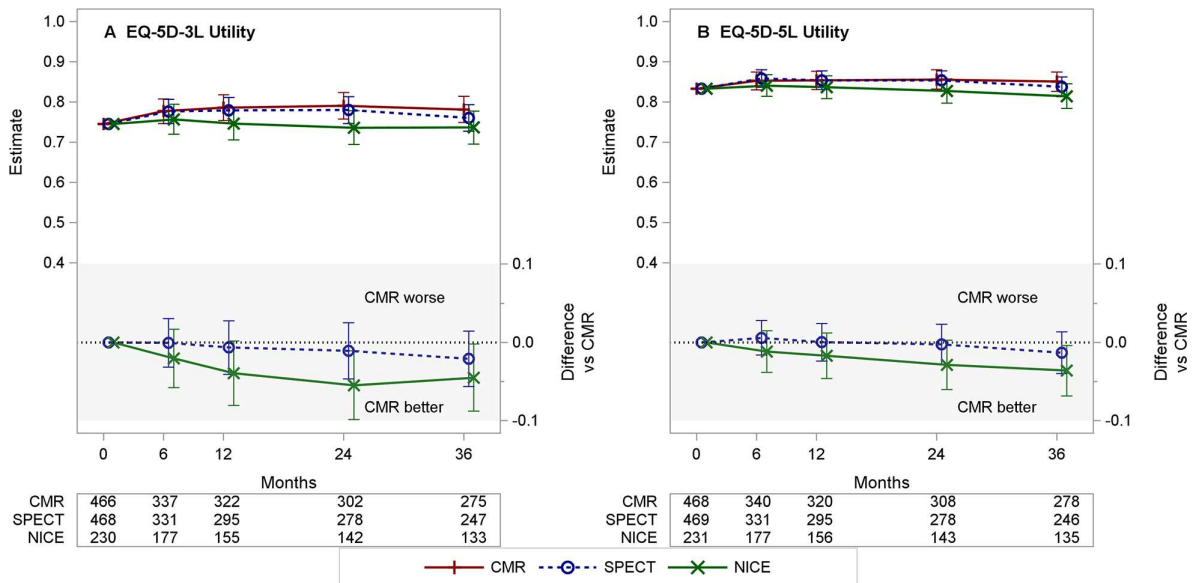 A EQ-5D-3L Utility
1.0
0.9
0.8
0.7
0.6
0.5
0.4
Estimate
CMR worse
CMR better
0.1
0.0
-0.1
Difference
vs CMR
0 6 12 24 36
Months
CMR 466 337 322 302 275
SPECT 468 331 295 278 247
NICE 230 177 155 142 133
B EQ-5D-5L Utility
1.0
0.9
0.8
0.7
0.6
0.5
0.4
Estimate
CMR worse
CMR better
0.1
0.0
-0.1
Difference
vs CMR
0 6 12 24 36
Months
CMR 468 340 320 308 278
SPECT 469 331 295 278 246
NICE 231 177 156 143 135
CMR SPECT NICE